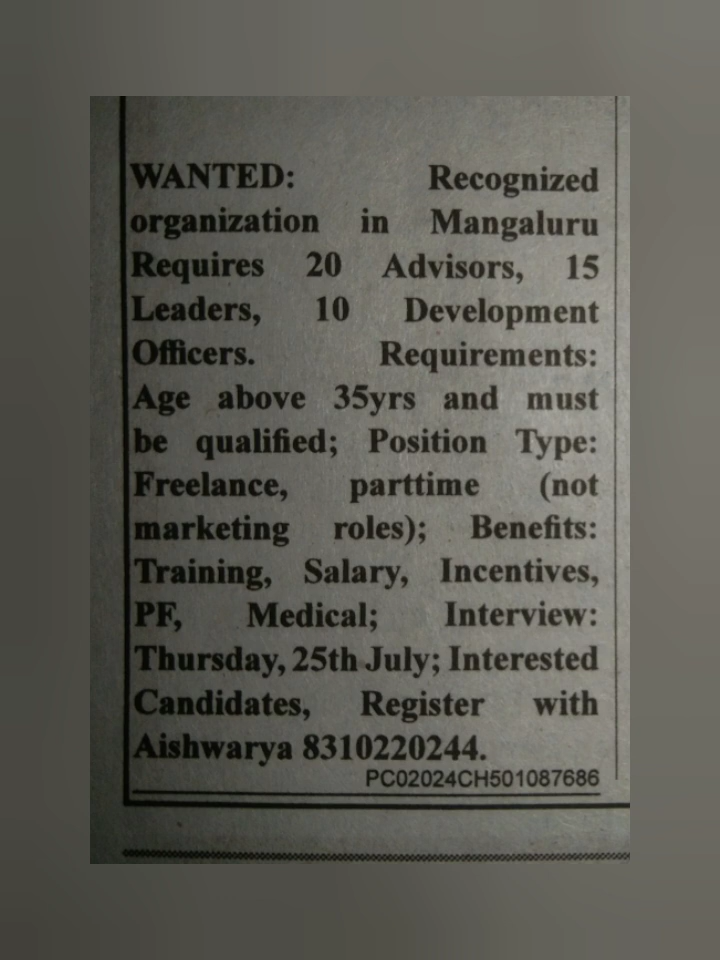 WANTED: Recognized
organization in Mangaluru
Requires 20 Advisors, 15
Leaders, 10 Development
Officers. Requirements:
Age above 35yrs and must
be qualified; Position Type:
Freelance, parttime (not
marketing roles); Benefits:
Training, Salary, Incentives,
PF, Medical; Interview:
Thursday, 25th July; Interested
Candidates, Register with
Aishwarya 8310220244.
PC02024CH501087686